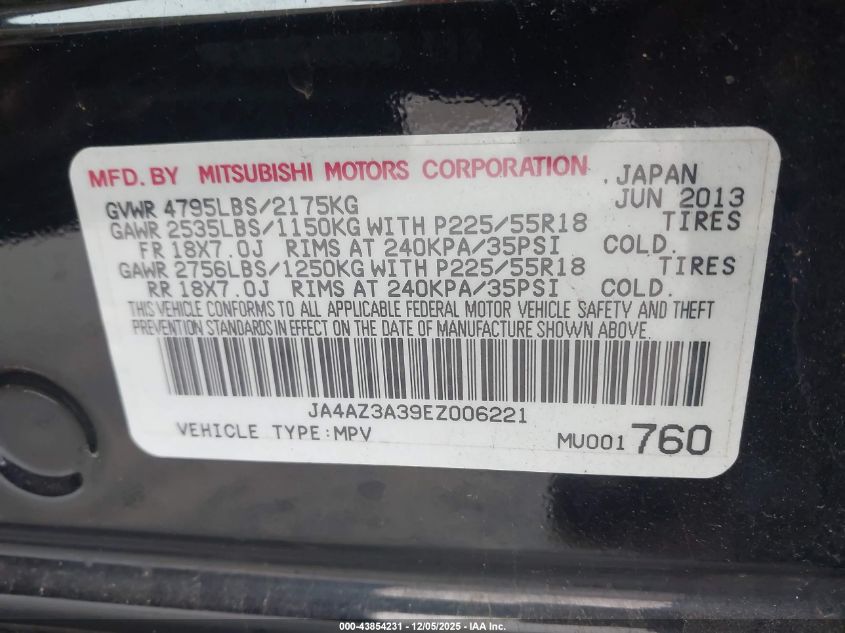 MFD. BY MITSUBISHI MOTORS CORPORATION . JAPAN
GVWR 4795LBS/2175KG JUN 2013
GAWR 2535LBS/1150KG WITH P225/55R18 TIRES
FR 18X7.0J RIMS AT 240KPA/35PSI COLD.
GAWR 2756LBS/1250KG WITH P225/55R18 TIRES
RR 18X7.0J RIMS AT 240KPA/35PSI COLD.
THIS VEHICLE CONFORMS TO ALL APPLICABLE FEDERAL MOTOR VEHICLE SAFETY AND THEFT
PREVENTION STANDARDS IN EFFECT ON THE DATE OF MANUFACTURE SHOWN ABOVE.
JA4AZ3A39EZ006221
VEHICLE TYPE:MPV MU001 760
000-43854231 - 12/05/2025 - IAA Inc.